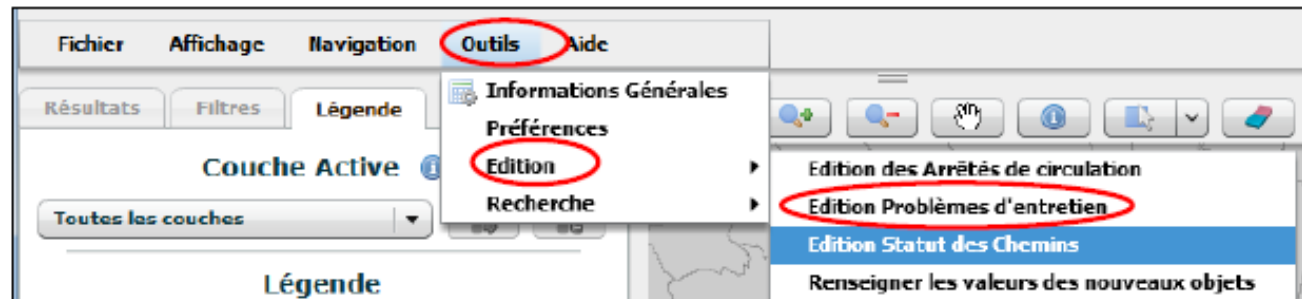 Fichier Affichage Navigation Outils Aide
Résultats Filtres Légende
Informations Générales
Préférences
Couche Active
Edition
Edition des Arrêtés de circulation
Toutes les couches
Recherche
Edition Problèmes d'entretien
Edition Statut des Chemins
Légende
Renseigner les valeurs des nouveaux objets